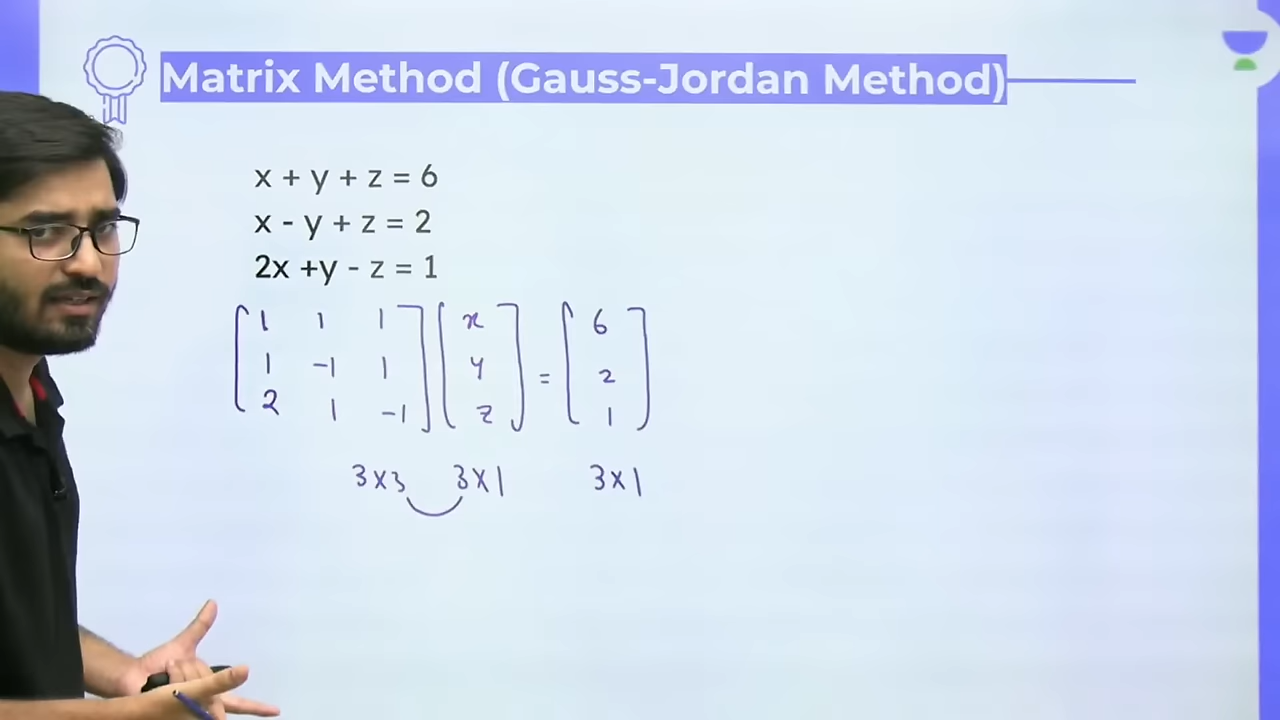 Matrix Method (Gauss-Jordan Method)
x + y + z = 6
x - y + z = 2
2x +y - z = 1
[1 1 1] [x] [6]
[1 -1 1] [y] = [2]
[2 1 -1] [z] [1]
3x3 3x1 3x1